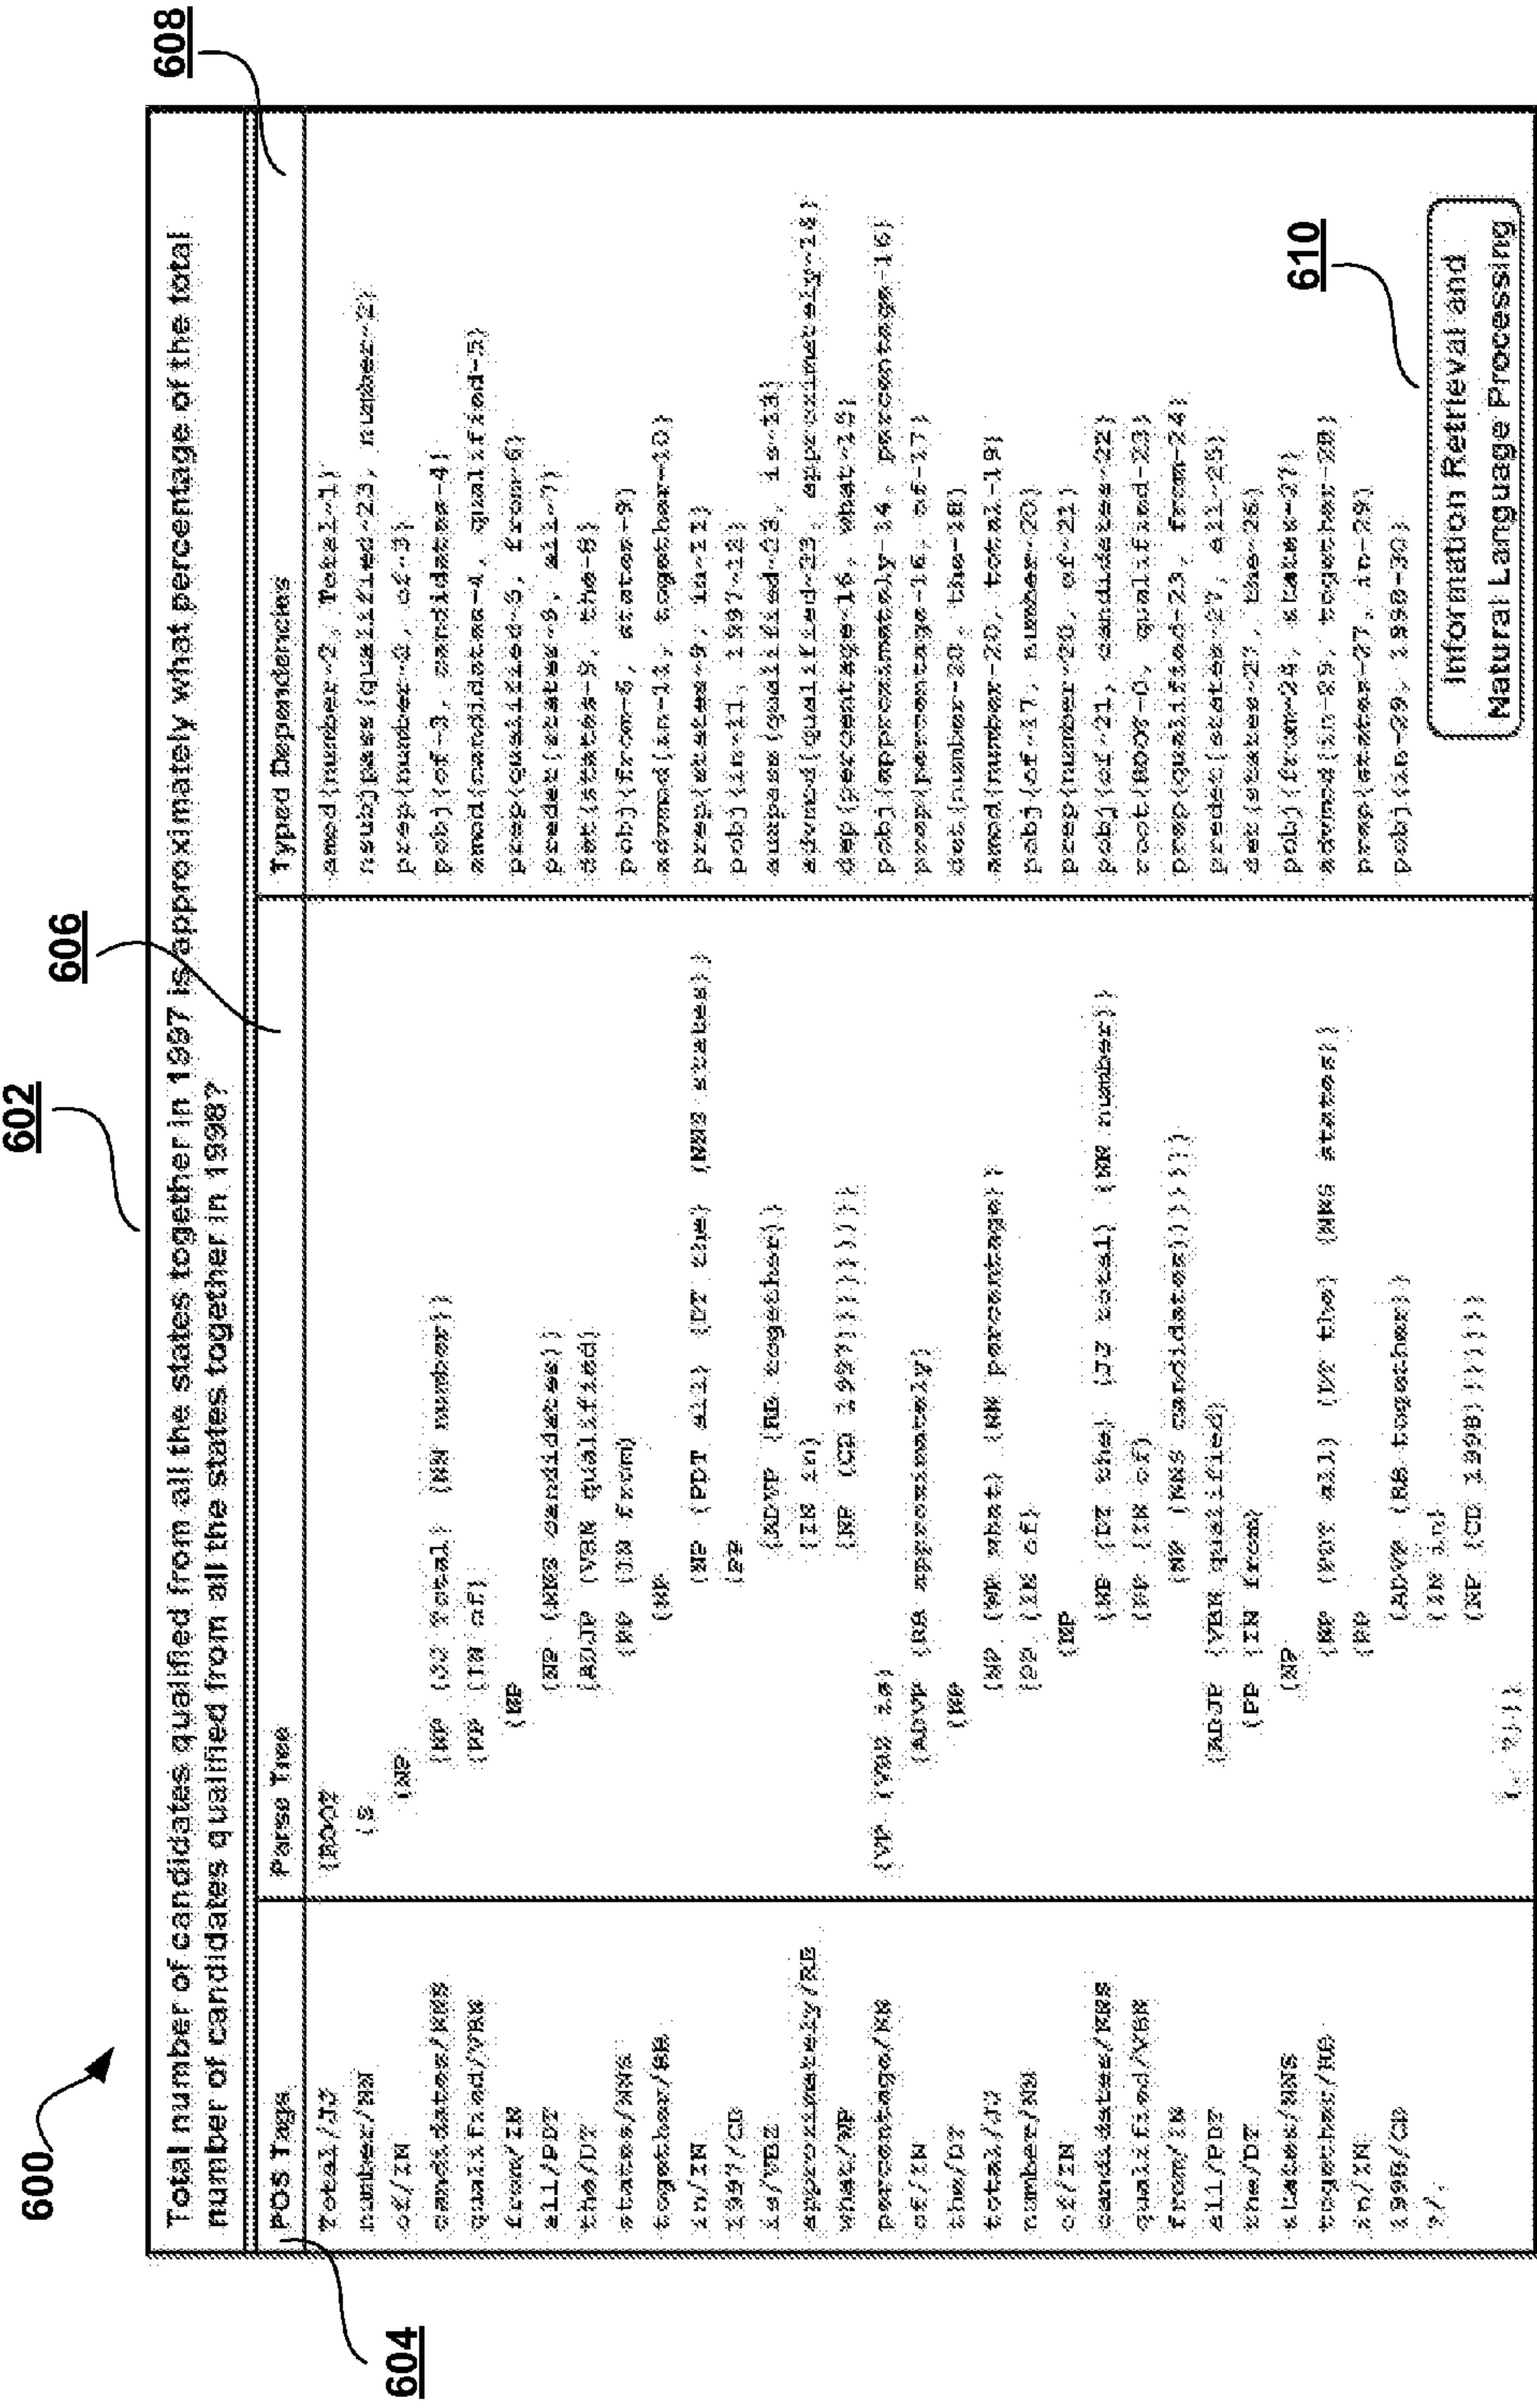 600
602
Total number of candidates qualified from all the states together in 1997 is approximately what percentage of the total
number of candidates qualified from all the states together in 1998?
604
606
608
POS Tags
Total/JJ
number/NN
of/IN
candidates/NNS
qualified/VBN
from/IN
all/PDT
the/DT
states/NNS
together/RB
in/IN
1997/CD
is/VBZ
approximately/RB
what/WP
percentage/NN
of/IN
the/DT
total/JJ
number/NN
of/IN
candidates/NNS
qualified/VBN
from/IN
all/PDT
the/DT
states/NNS
together/RB
in/IN
1998/CD
?/.
Parse Tree
(ROOT
(S
(NP
(NP (JJ Total) (NN number))
(PP (IN of)
(NP
(NP (NNS candidates))
(ADJP (VBN qualified)
(PP (IN from)
(NP
(NP (PDT all) (DT the) (NNS states))
(PP
(ADVP (RB together))
(IN in)
(NP (CD 1997)))))))))
(VP (VBZ is)
(ADVP (RB approximately)
(NP
(NP (WP what) (NN percentage))
(PP (IN of)
(NP
(NP (DT the) (JJ total) (NN number))
(PP (IN of)
(NP (NNS candidates)))))))
(ADJP (VBN qualified)
(PP (IN from)
(NP
(NP (PDT all) (DT the) (NNS states))
(PP
(ADVP (RB together))
(IN in)
(NP (CD 1998)))))))
(. ?)))
Typed Dependencies
amod(number-2, Total-1)
nsubjpass(qualified-23, number-2)
prep(number-2, of-3)
pobj(of-3, candidates-4)
amod(candidates-4, qualified-5)
prep(qualified-5, from-6)
predet(states-9, all-7)
det(states-9, the-8)
pobj(from-6, states-9)
advmod(in-11, together-10)
prep(states-9, in-11)
pobj(in-11, 1997-12)
auxpass(qualified-23, is-13)
advmod(qualified-23, approximately-14)
dep(percentage-16, what-15)
pobj(approximately-14, percentage-16)
prep(percentage-16, of-17)
det(number-20, the-18)
amod(number-20, total-19)
pobj(of-17, number-20)
prep(number-20, of-21)
pobj(of-21, candidates-22)
root(ROOT-0, qualified-23)
prep(qualified-23, from-24)
predet(states-27, all-25)
det(states-27, the-26)
pobj(from-24, states-27)
advmod(in-29, together-28)
prep(states-27, in-29)
pobj(in-29, 1998-30)
610
Information Retrieval and
Natural Language Processing